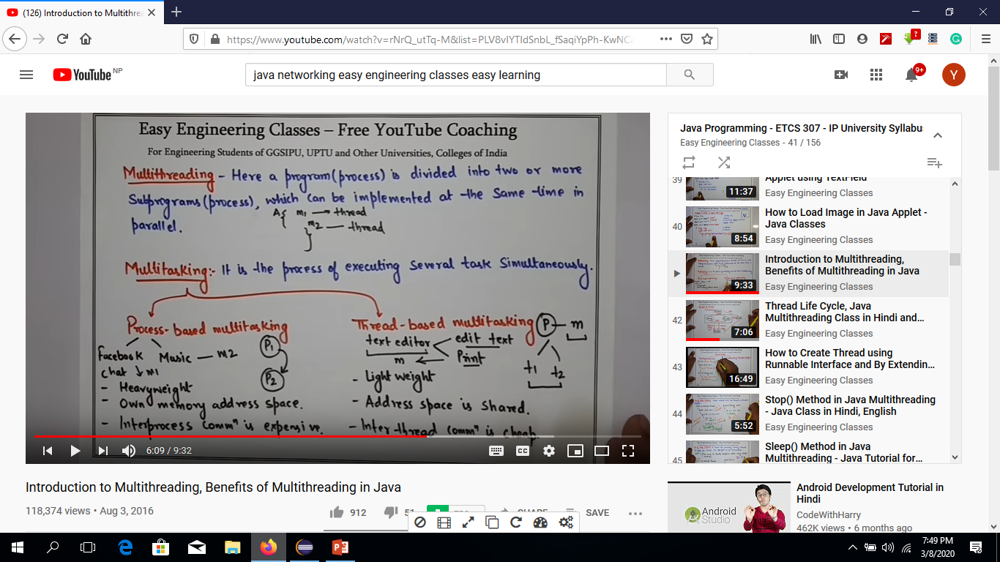 (126) Introduction to Multithrea
https://www.youtube.com/watch?v=rNrQ_utTq-M&list=PLV8vIYTIdSnbL_fSaqiYpPh-KwNC
YouTube NP
java networking easy engineering classes easy learning
9+
Y
Easy Engineering Classes – Free YouTube Coaching
For Engineering Students of GGSIPU, UPTU and Other Universities, Colleges of India
Multithreading - Here a program(process) is divided into two or more
Subprograms(process), which can be implemented at the same time in
parallel.
A{ m1 → thread
m2 — thread
}
Multitasking:- It is the process of executing several task simultaneously.
Process-based multitasking
Facebook Music — m2
chat ↓ m1
P1
P2
- Heavyweight
- Own memory address space.
- Interprocess commn is expensive.
Thread-based multitasking
P — m
text editor < edit text
m ← Print
t1 t2
- Light weight
- Address space is shared.
- Inter thread commn is cheap.
6:09 / 9:32
CC
Introduction to Multithreading, Benefits of Multithreading in Java
118,374 views • Aug 3, 2016
912
51
SHARE
SAVE
Java Programming - ETCS 307 - IP University Syllabus
Easy Engineering Classes - 41 / 156
39
11:37
Applet using TextField
Easy Engineering Classes
40
8:54
How to Load Image in Java Applet -
Java Classes
Easy Engineering Classes
9:33
Introduction to Multithreading,
Benefits of Multithreading in Java
Easy Engineering Classes
42
7:06
Thread Life Cycle, Java
Multithreading Class in Hindi and...
Easy Engineering Classes
43
16:49
How to Create Thread using
Runnable Interface and By Extendin...
Easy Engineering Classes
44
5:52
Stop() Method in Java Multithreading
- Java Class in Hindi, English
Easy Engineering Classes
45
Sleep() Method in Java
Multithreading - Java Tutorial for...
Android Studio
Android Development Tutorial in
Hindi
CodeWithHarry
462K views • 6 months ago
7:49 PM
3/8/2020